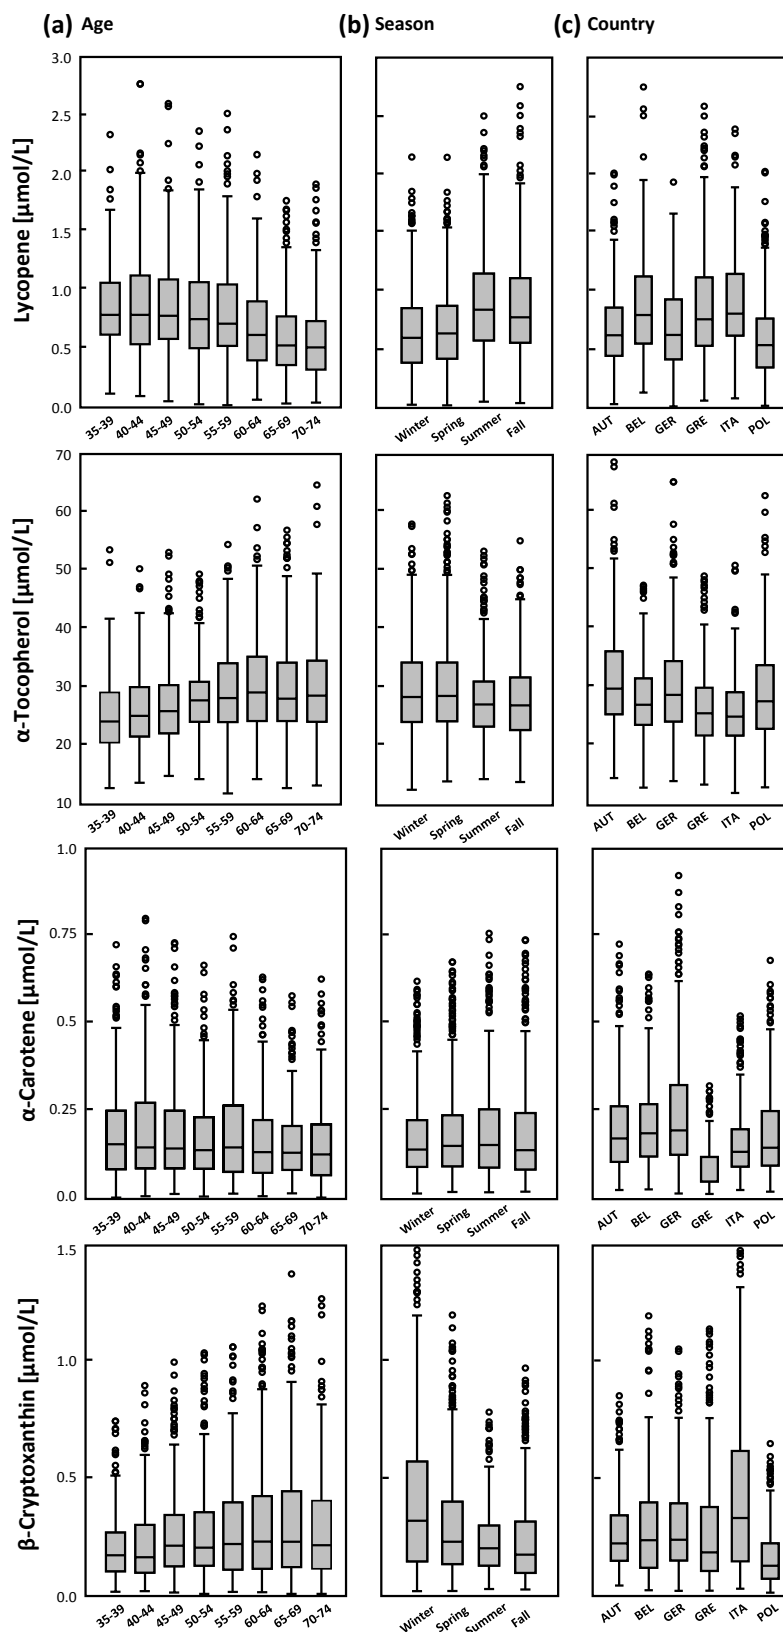 (a) Age (b) Season (c) Country
Lycopene [μmol/L]
3.0
2.5
2.0
1.5
1.0
0.5
0.0
35-39 40-44 45-49 50-54 55-59 60-64 65-69 70-74
Winter Spring Summer Fall
AUT BEL GER GRE ITA POL
α-Tocopherol [μmol/L]
70
60
50
40
30
20
10
35-39 40-44 45-49 50-54 55-59 60-64 65-69 70-74
Winter Spring Summer Fall
AUT BEL GER GRE ITA POL
α-Carotene [μmol/L]
1.0
0.75
0.5
0.25
0.0
35-39 40-44 45-49 50-54 55-59 60-64 65-69 70-74
Winter Spring Summer Fall
AUT BEL GER GRE ITA POL
β-Cryptoxanthin [μmol/L]
1.5
1.0
0.5
0.0
35-39 40-44 45-49 50-54 55-59 60-64 65-69 70-74
Winter Spring Summer Fall
AUT BEL GER GRE ITA POL